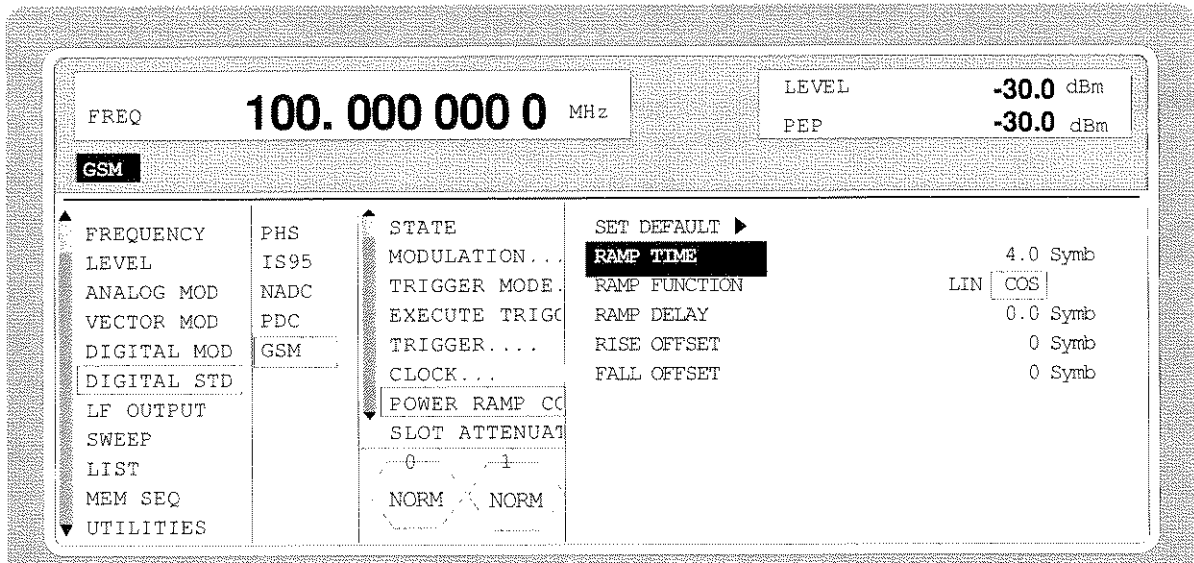 FREQ 100. 000 000 0 MHz
LEVEL -30.0 dBm
PEP -30.0 dBm
GSM
FREQUENCY
LEVEL
ANALOG MOD
VECTOR MOD
DIGITAL MOD
DIGITAL STD
LF OUTPUT
SWEEP
LIST
MEM SEQ
UTILITIES
PHS
IS95
NADC
PDC
GSM
STATE
MODULATION...
TRIGGER MODE.
EXECUTE TRIGG
TRIGGER....
CLOCK...
POWER RAMP CO
SLOT ATTENUAT
0 1
NORM NORM
SET DEFAULT ▶
RAMP TIME 4.0 Symb
RAMP FUNCTION LIN COS
RAMP DELAY 0.0 Symb
RISE OFFSET 0 Symb
FALL OFFSET 0 Symb